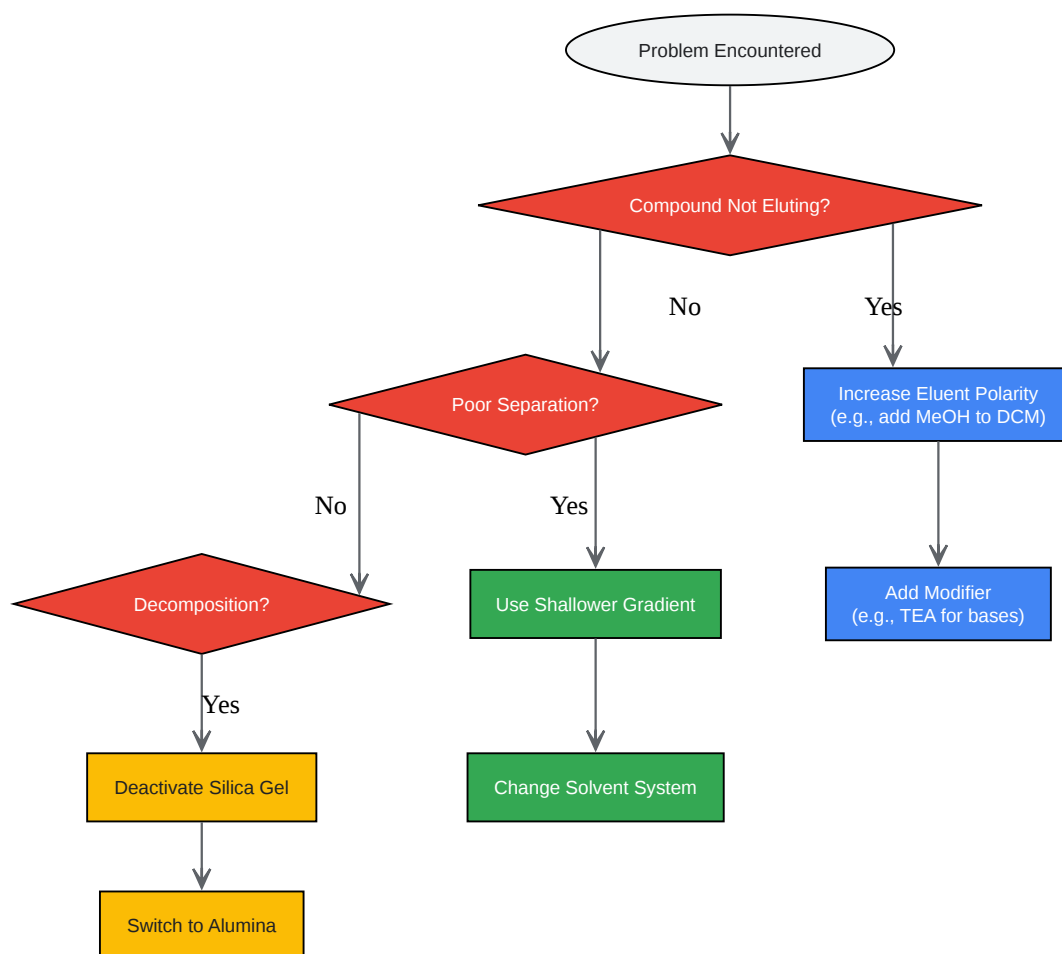 Problem Encountered
Compound Not Eluting?
No
Yes
Poor Separation?
Increase Eluent Polarity
(e.g., add MeOH to DCM)
No
Yes
Decomposition?
Use Shallower Gradient
Add Modifier
(e.g., TEA for bases)
Yes
Deactivate Silica Gel
Change Solvent System
Switch to Alumina